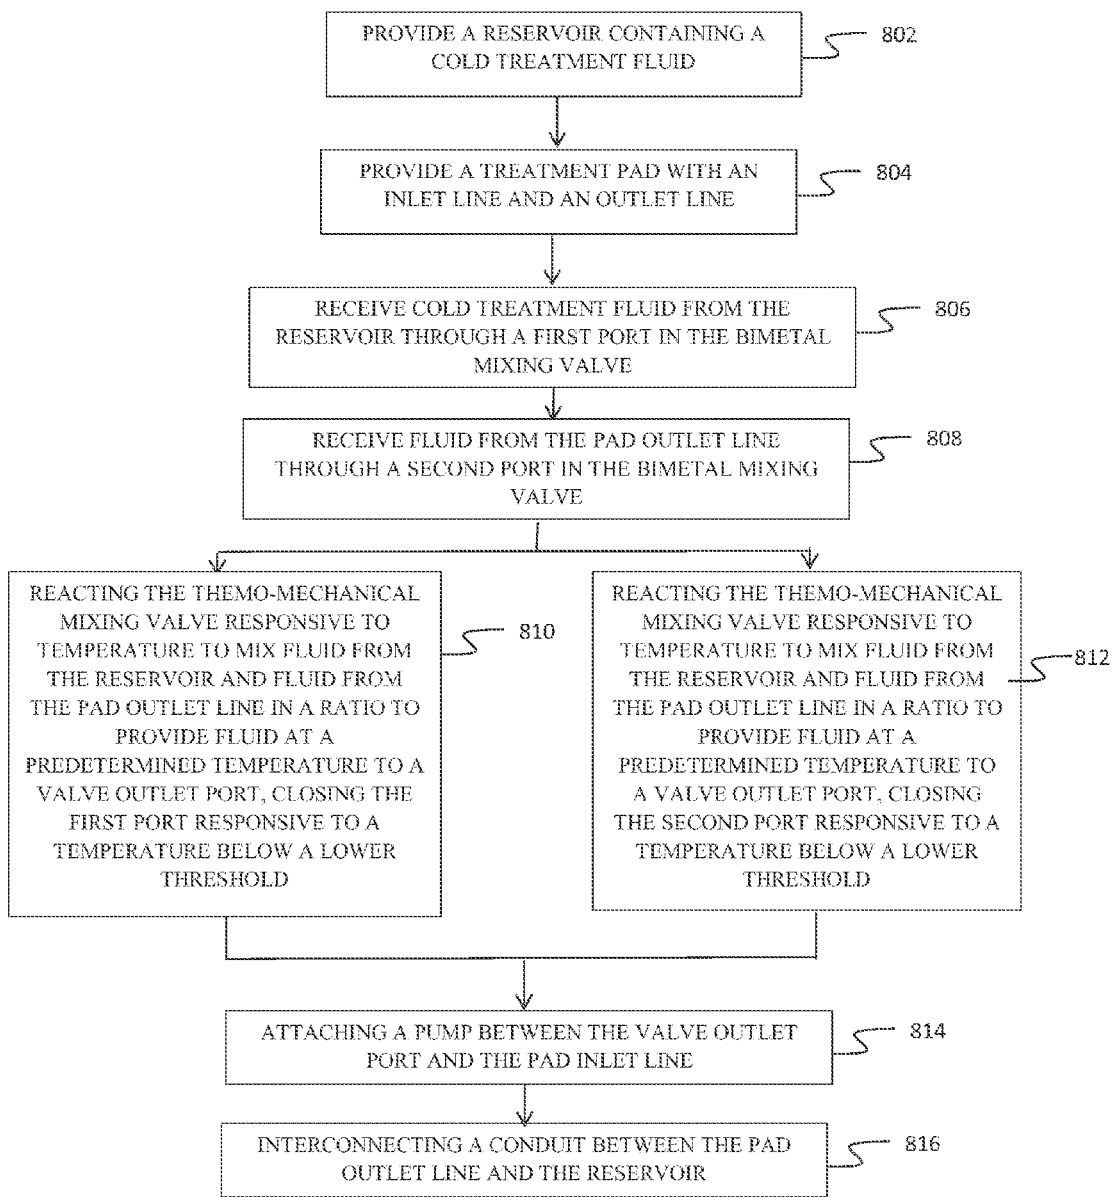 PROVIDE A RESERVOIR CONTAINING A
COLD TREATMENT FLUID
802
PROVIDE A TREATMENT PAD WITH AN
INLET LINE AND AN OUTLET LINE
804
RECEIVE COLD TREATMENT FLUID FROM THE
RESERVOIR THROUGH A FIRST PORT IN THE BIMETAL
MIXING VALVE
806
RECEIVE FLUID FROM THE PAD OUTLET LINE
THROUGH A SECOND PORT IN THE BIMETAL MIXING
VALVE
808
REACTING THE THEMO-MECHANICAL
MIXING VALVE RESPONSIVE TO
TEMPERATURE TO MIX FLUID FROM
THE RESERVOIR AND FLUID FROM
THE PAD OUTLET LINE IN A RATIO TO
PROVIDE FLUID AT A
PREDETERMINED TEMPERATURE TO A
VALVE OUTLET PORT, CLOSING THE
FIRST PORT RESPONSIVE TO A
TEMPERATURE BELOW A LOWER
THRESHOLD
810
REACTING THE THEMO-MECHANICAL
MIXING VALVE RESPONSIVE TO
TEMPERATURE TO MIX FLUID FROM
THE RESERVOIR AND FLUID FROM
THE PAD OUTLET LINE IN A RATIO TO
PROVIDE FLUID AT A
PREDETERMINED TEMPERATURE TO
A VALVE OUTLET PORT, CLOSING
THE SECOND PORT RESPONSIVE TO A
TEMPERATURE BELOW A LOWER
THRESHOLD
812
ATTACHING A PUMP BETWEEN THE VALVE OUTLET
PORT AND THE PAD INLET LINE
814
INTERCONNECTING A CONDUIT BETWEEN THE PAD
OUTLET LINE AND THE RESERVOIR
816